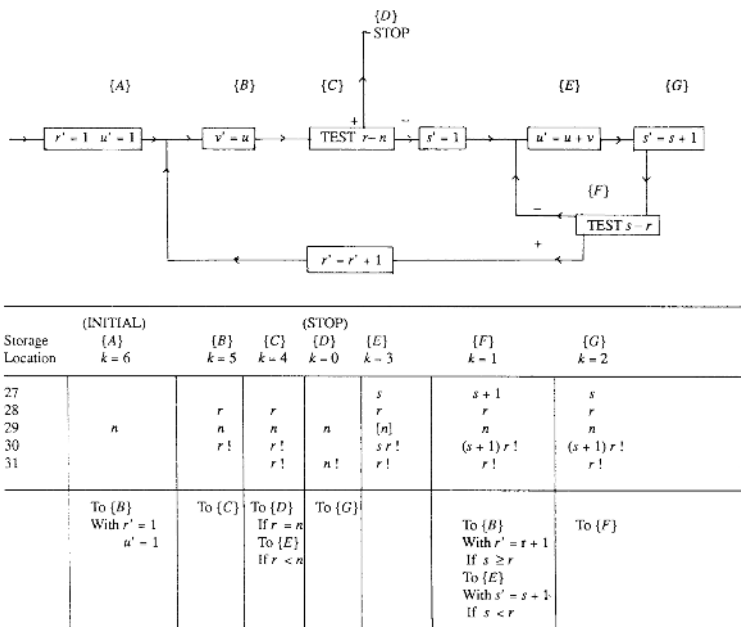 {D}
STOP
{A} {B} {C} {E} {G}
+ −
r' = 1 u' = 1 v' = u TEST r − n s' = 1 u' = u + v s' = s + 1
{F}
−
TEST s − r
+
r' = r' + 1
(INITIAL) (STOP)
Storage {A} {B} {C} {D} {E} {F} {G}
Location k = 6 k = 5 k = 4 k = 0 k = 3 k = 1 k = 2
27 s s + 1 s
28 r r r r r
29 n n n n [n] n n
30 r ! r ! s r ! (s + 1) r ! (s + 1) r !
31 r ! n ! r ! r ! r !
To {B} To {C} To {D} To {G}
With r' = 1 If r = n To {B} To {F}
u' = 1 To {E} With r' = r + 1
If r < n If s ≥ r
To {E}
With s' = s + 1
If s < r